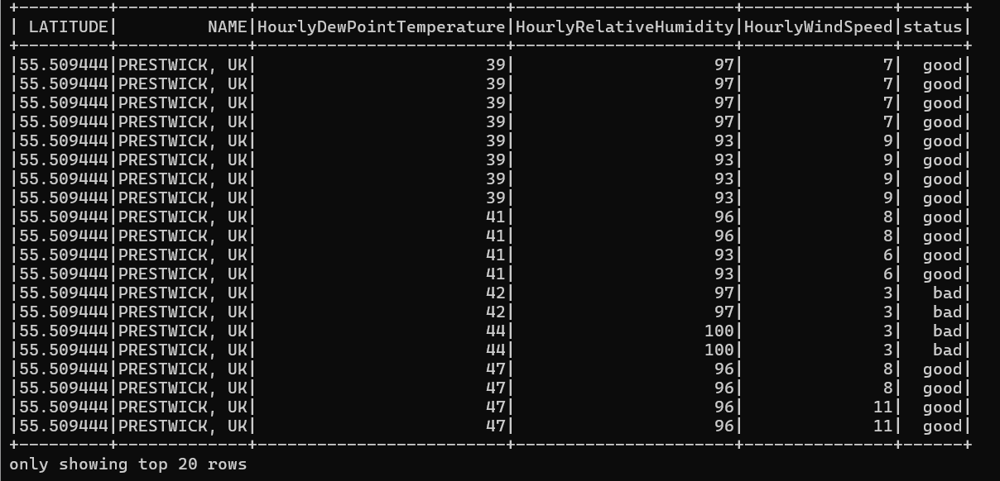 +---------+-------------+-------------------------+----------------------+---------------+------+
| LATITUDE|         NAME|HourlyDewPointTemperature|HourlyRelativeHumidity|HourlyWindSpeed|status|
+---------+-------------+-------------------------+----------------------+---------------+------+
|55.509444|PRESTWICK, UK|                       39|                    97|              7|  good|
|55.509444|PRESTWICK, UK|                       39|                    97|              7|  good|
|55.509444|PRESTWICK, UK|                       39|                    97|              7|  good|
|55.509444|PRESTWICK, UK|                       39|                    97|              7|  good|
|55.509444|PRESTWICK, UK|                       39|                    93|              9|  good|
|55.509444|PRESTWICK, UK|                       39|                    93|              9|  good|
|55.509444|PRESTWICK, UK|                       39|                    93|              9|  good|
|55.509444|PRESTWICK, UK|                       39|                    93|              9|  good|
|55.509444|PRESTWICK, UK|                       41|                    96|              8|  good|
|55.509444|PRESTWICK, UK|                       41|                    96|              8|  good|
|55.509444|PRESTWICK, UK|                       41|                    93|              6|  good|
|55.509444|PRESTWICK, UK|                       41|                    93|              6|  good|
|55.509444|PRESTWICK, UK|                       42|                    97|              3|   bad|
|55.509444|PRESTWICK, UK|                       42|                    97|              3|   bad|
|55.509444|PRESTWICK, UK|                       44|                   100|              3|   bad|
|55.509444|PRESTWICK, UK|                       44|                   100|              3|   bad|
|55.509444|PRESTWICK, UK|                       47|                    96|              8|  good|
|55.509444|PRESTWICK, UK|                       47|                    96|              8|  good|
|55.509444|PRESTWICK, UK|                       47|                    96|             11|  good|
|55.509444|PRESTWICK, UK|                       47|                    96|             11|  good|
+---------+-------------+-------------------------+----------------------+---------------+------+
only showing top 20 rows